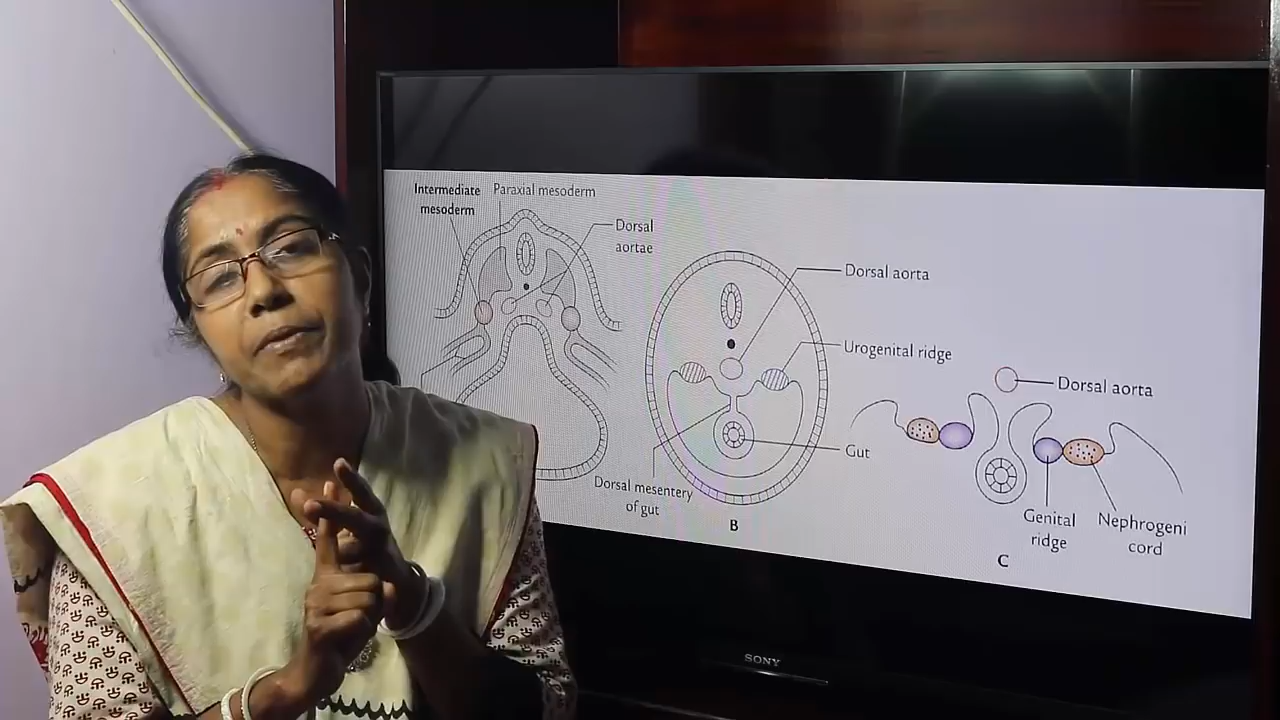 Intermediate
mesoderm
Paraxial mesoderm
Dorsal
aortae
Dorsal aorta
Urogenital ridge
Gut
Dorsal mesentery
of gut
B
Dorsal aorta
Genital
ridge
Nephrogeni
cord
C
SONY